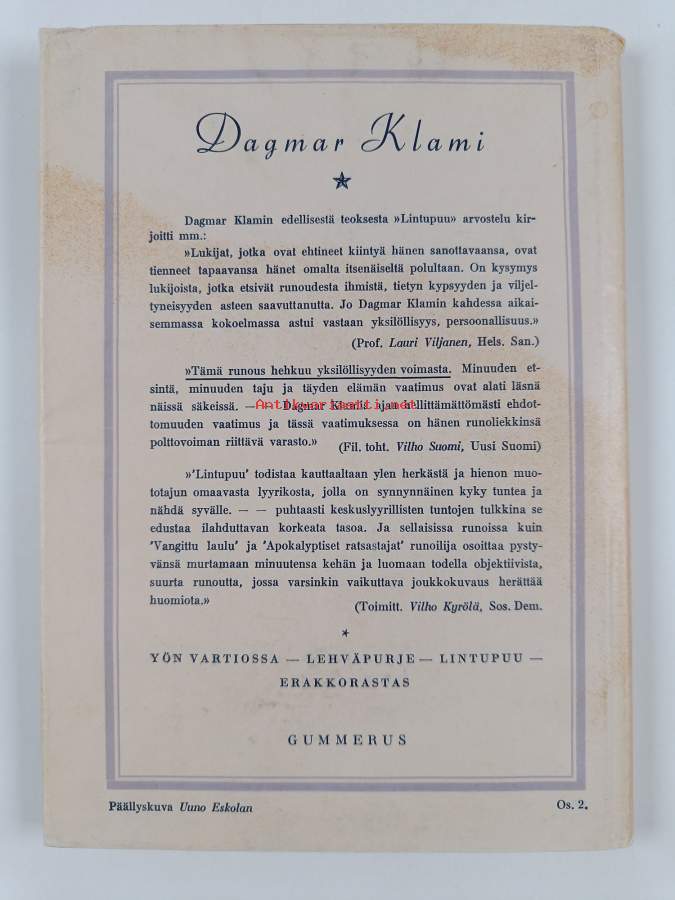 Dagmar Klami
Dagmar Klamin edellisestä teoksesta »Lintupuu» arvostelu kir-
joitti mm.:
»Lukijat, jotka ovat ehtineet kiintyä hänen sanottavaansa, ovat
tienneet tapaavansa hänet omalta itsenäiseltä polultaan. On kysymys
lukijoista, jotka etsivät runoudesta ihmistä, tietyn kypsyyden ja viljel-
tyneisyyden asteen saavuttanutta. Jo Dagmar Klamin kahdessa aikai-
semmassa kokoelmassa astui vastaan yksilöllisyys, persoonallisuus.»
(Prof. Lauri Viljanen, Hels. San.)
»Tämä runous hehkuu yksilöllisyyden voimasta. Minuuden et-
sintä, minuuden taju ja täyden elämän vaatimus ovat alati läsnä
näissä säkeissä. — — Dagmar Klamia ajaa hellittämättömästi ehdot-
Antikvariaatti.net
tomuuden vaatimus ja tässä vaatimuksessa on hänen runoliekkinsä
polttovoiman riittävä varasto.» (Fil. toht. Vilho Suomi, Uusi Suomi)
»'Lintupuu' todistaa kauttaaltaan ylen herkästä ja hienon muo-
totajun omaavasta lyyrikosta, jolla on synnynnäinen kyky tuntea ja
nähdä syvälle. — — puhtaasti keskuslyyrillisten tuntojen tulkkina se
edustaa ilahduttavan korkeata tasoa. Ja sellaisissa runoissa kuin
'Vangittu laulu' ja 'Apokalyptiset ratsastajat' runoilija osoittaa pysty-
vänsä murtamaan minuutensa kehän ja luomaan todella objektiivista,
suurta runoutta, jossa varsinkin vaikuttava joukkokuvaus herättää
huomiota.» (Toimitt. Vilho Kyrölä, Sos. Dem.
YÖN VARTIOSSA — LEHVÄPURJE — LINTUPUU —
ERAKKORASTAS
GUMMERUS
Päällyskuva Uuno Eskolan Os. 2.